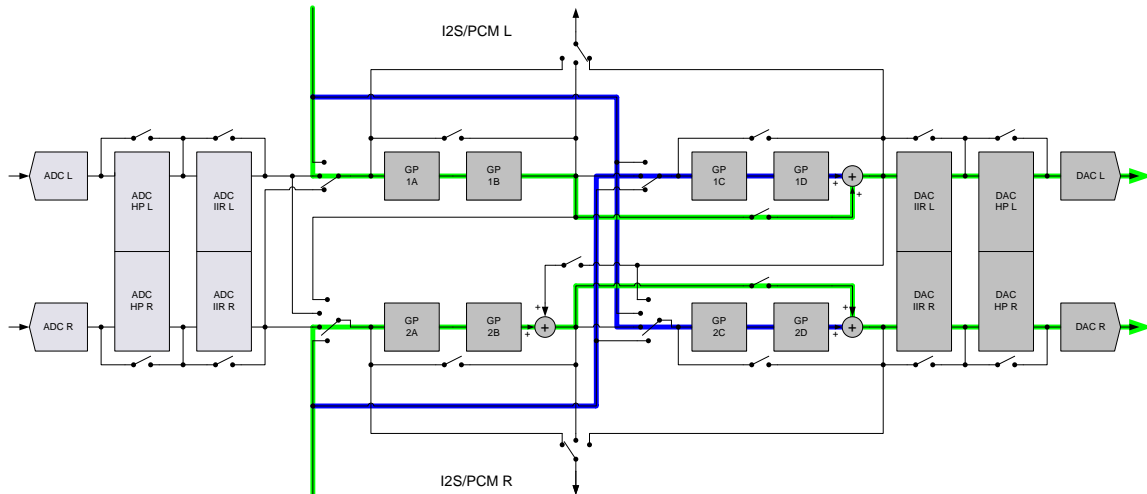 I2S/PCM L
ADC L
ADC HP L
ADC IIR L
GP 1A
GP 1B
GP 1C
GP 1D
+
+
+
DAC IIR L
DAC HP L
DAC L
ADC R
ADC HP R
ADC IIR R
GP 2A
GP 2B
+
+
+
GP 2C
GP 2D
+
+
+
DAC IIR R
DAC HP R
DAC R
I2S/PCM R